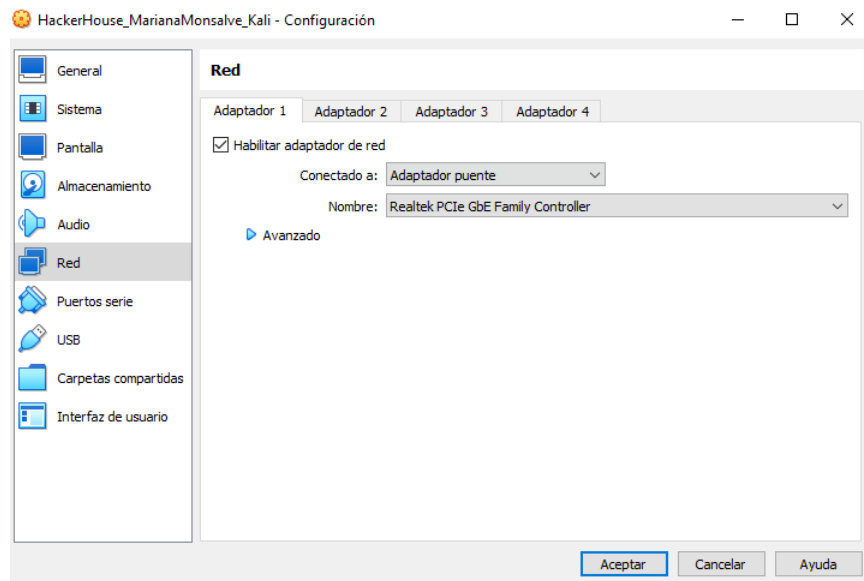 HackerHouse_MarianaMonsalve_Kali - Configuración
General
Sistema
Pantalla
Almacenamiento
Audio
Red
Puertos serie
USB
Carpetas compartidas
Interfaz de usuario
Red
Adaptador 1 Adaptador 2 Adaptador 3 Adaptador 4
Habilitar adaptador de red
Conectado a: Adaptador puente
Nombre: Realtek PCIe GbE Family Controller
Avanzado
Aceptar Cancelar Ayuda